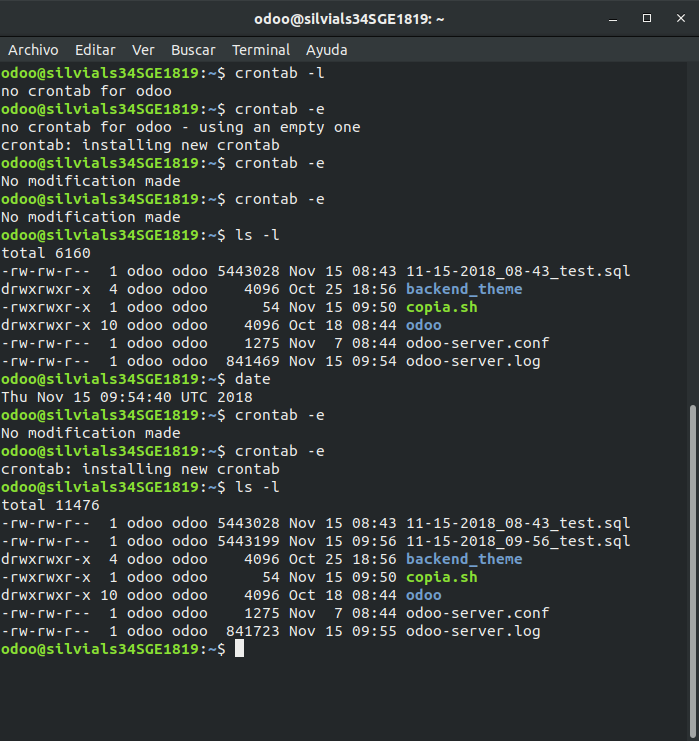 odoo@silvials34SGE1819: ~
Archivo Editar Ver Buscar Terminal Ayuda
odoo@silvials34SGE1819:~$ crontab -l
no crontab for odoo
odoo@silvials34SGE1819:~$ crontab -e
no crontab for odoo - using an empty one
crontab: installing new crontab
odoo@silvials34SGE1819:~$ crontab -e
No modification made
odoo@silvials34SGE1819:~$ crontab -e
No modification made
odoo@silvials34SGE1819:~$ ls -l
total 6160
-rw-rw-r--  1 odoo odoo 5443028 Nov 15 08:43 11-15-2018_08-43_test.sql
drwxrwxr-x  4 odoo odoo    4096 Oct 25 18:56 backend_theme
-rwxrwxr-x  1 odoo odoo      54 Nov 15 09:50 copia.sh
drwxrwxr-x 10 odoo odoo    4096 Oct 18 08:44 odoo
-rw-rw-r--  1 odoo odoo    1275 Nov  7 08:44 odoo-server.conf
-rw-rw-r--  1 odoo odoo  841469 Nov 15 09:54 odoo-server.log
odoo@silvials34SGE1819:~$ date
Thu Nov 15 09:54:40 UTC 2018
odoo@silvials34SGE1819:~$ crontab -e
No modification made
odoo@silvials34SGE1819:~$ crontab -e
crontab: installing new crontab
odoo@silvials34SGE1819:~$ ls -l
total 11476
-rw-rw-r--  1 odoo odoo 5443028 Nov 15 08:43 11-15-2018_08-43_test.sql
-rw-rw-r--  1 odoo odoo 5443199 Nov 15 09:56 11-15-2018_09-56_test.sql
drwxrwxr-x  4 odoo odoo    4096 Oct 25 18:56 backend_theme
-rwxrwxr-x  1 odoo odoo      54 Nov 15 09:50 copia.sh
drwxrwxr-x 10 odoo odoo    4096 Oct 18 08:44 odoo
-rw-rw-r--  1 odoo odoo    1275 Nov  7 08:44 odoo-server.conf
-rw-rw-r--  1 odoo odoo  841723 Nov 15 09:55 odoo-server.log
odoo@silvials34SGE1819:~$